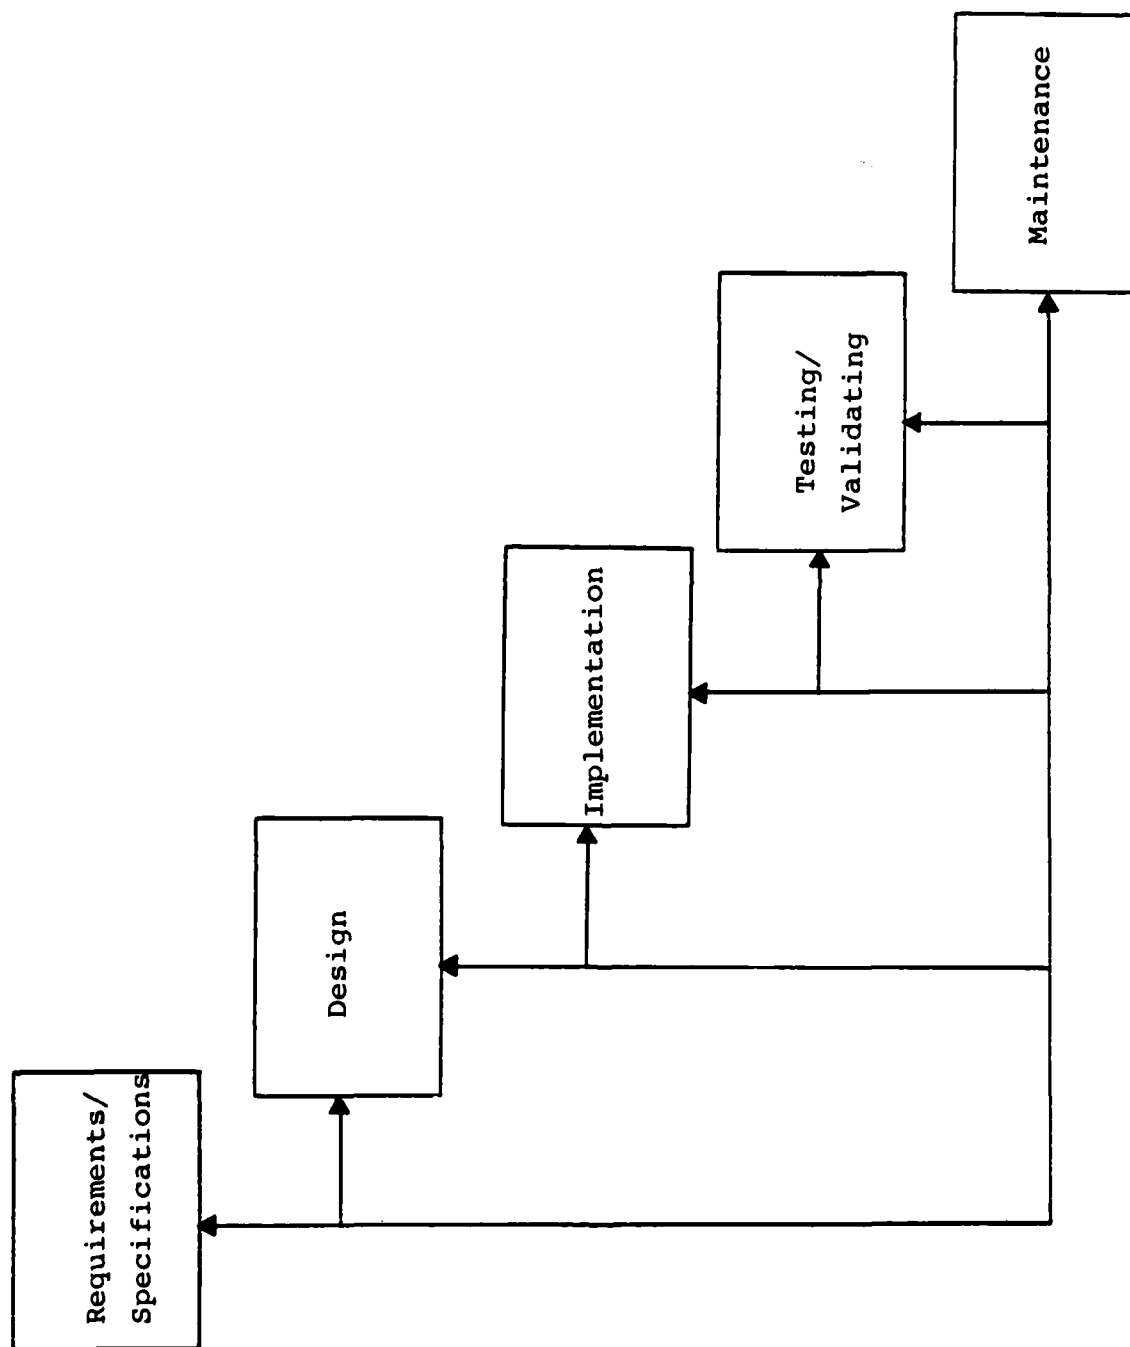 Requirements/
Specifications
Design
Implementation
Testing/
Validating
Maintenance